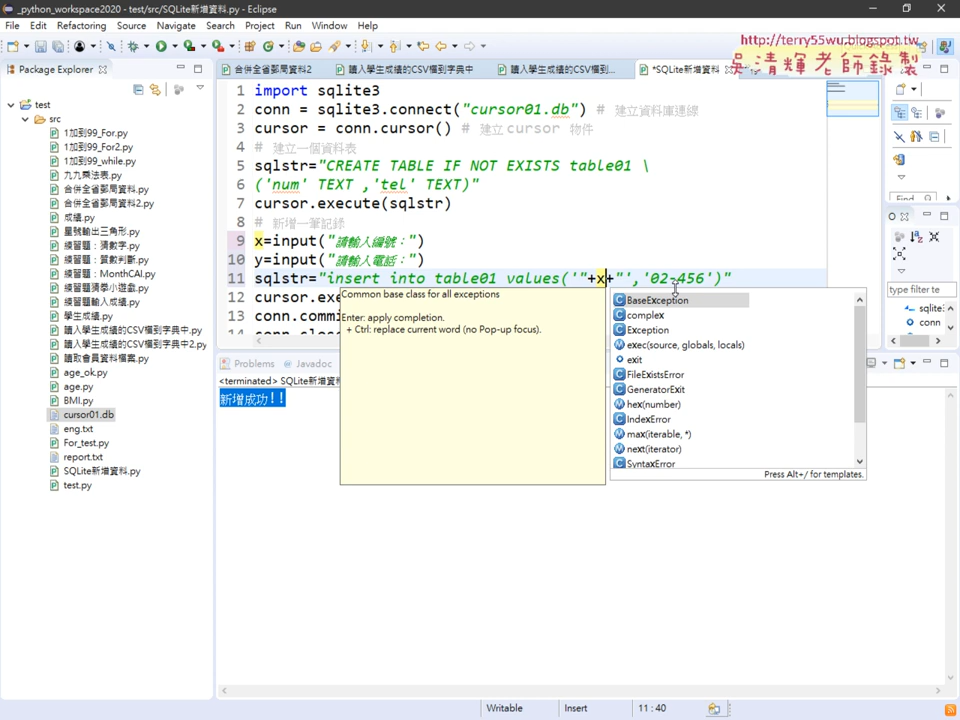 _python_workspace2020 - test/src/SQLite新增資料.py - Eclipse
File Edit Refactoring Source Navigate Search Project Run Window Help
http://terry55wu.blogspot.tw
吳清輝老師錄製
Package Explorer
合併全省郵局資料2
讀入學生成績的CSV檔到字典中
讀入學生成績的CSV檔到...
*SQLite新增資料
test
src
1加到99_For.py
1加到99_For2.py
1加到99_while.py
九九乘法表.py
合併全省郵局資料.py
合併全省郵局資料2.py
成績.py
星號輸出三角形.py
練習題：猜數字.py
練習題：質數判斷.py
練習題：MonthCAl.py
練習題猜學小遊戲.py
練習題輸入成績.py
學生成績.py
讀入學生成績的CSV檔到字典中.py
讀入學生成績的CSV檔到字典中2.py
讀取會員資料檔案.py
age_ok.py
age.py
BMI.py
cursor01.db
eng.txt
For_test.py
report.txt
SQLite新增資料.py
test.py
1 import sqlite3
2 conn = sqlite3.connect("cursor01.db") # 建立資料庫連線
3 cursor = conn.cursor() # 建立 cursor 物件
4 # 建立一個資料表
5 sqlstr="CREATE TABLE IF NOT EXISTS table01 \
6 ('num' TEXT ,'tel' TEXT)"
7 cursor.execute(sqlstr)
8 # 新增一筆記錄
9 x=input("請輸入編號：")
10 y=input("請輸入電話：")
11 sqlstr="insert into table01 values('"+x+"','02-456')"
12 cursor.exe
13 conn.commi
14 conn.close
Common base class for all exceptions
Enter: apply completion.
+ Ctrl: replace current word (no Pop-up focus).
BaseException
complex
Exception
exec(source, globals, locals)
exit
FileExistsError
GeneratorExit
hex(number)
IndexError
max(iterable, *)
next(iterator)
SyntaxError
Press Alt+/ for templates.
Problems
Javadoc
<terminated> SQLite新增資料
新增成功!!
Find
type filter te
sqlite
conn
Writable Insert 11 : 40